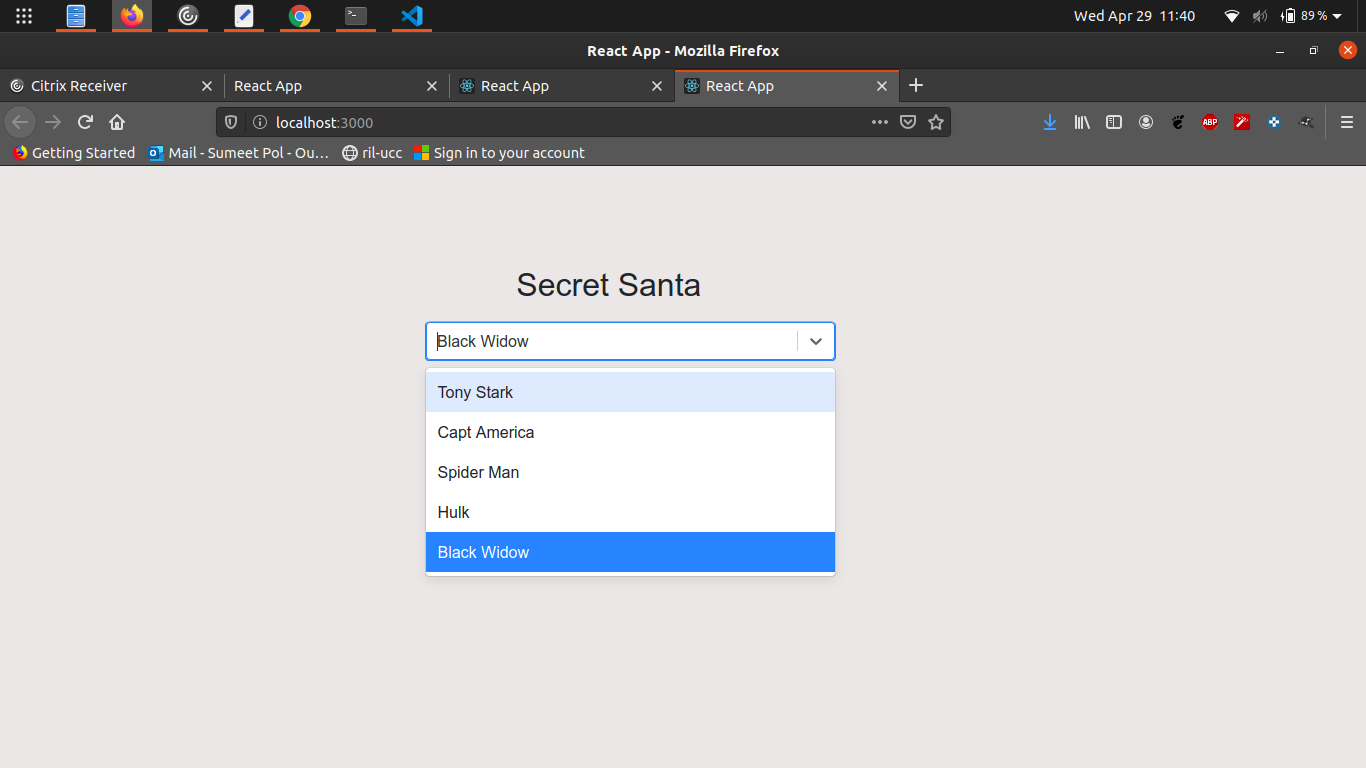 Wed Apr 29 11:40 89 %
React App - Mozilla Firefox
Citrix Receiver React App React App React App
localhost:3000 ABP
Getting Started Mail - Sumeet Pol - Ou… ril-ucc Sign in to your account
Secret Santa
Black Widow
Tony Stark
Capt America
Spider Man
Hulk
Black Widow